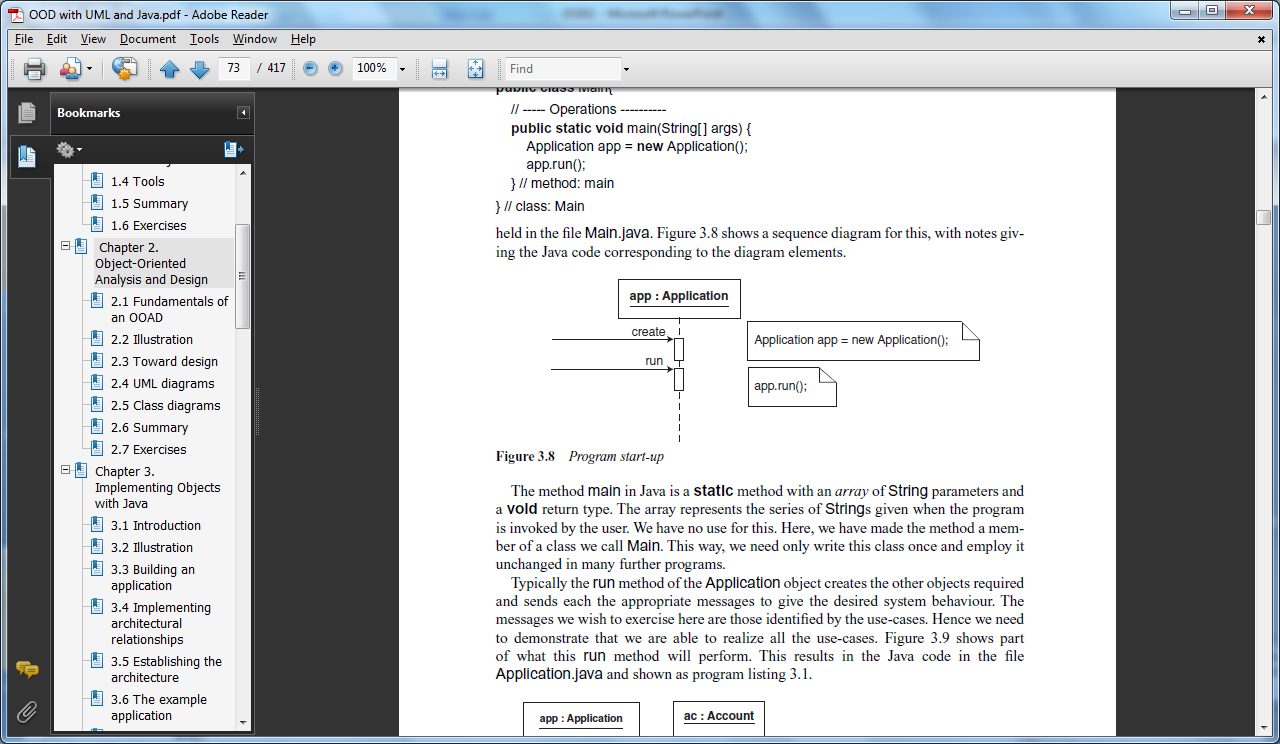 OOD with UML and Java.pdf - Adobe Reader
File Edit View Document Tools Window Help
73 / 417 100% Find
Bookmarks
1.4 Tools
1.5 Summary
1.6 Exercises
Chapter 2.
Object-Oriented
Analysis and Design
2.1 Fundamentals of
an OOAD
2.2 Illustration
2.3 Toward design
2.4 UML diagrams
2.5 Class diagrams
2.6 Summary
2.7 Exercises
Chapter 3.
Implementing Objects
with Java
3.1 Introduction
3.2 Illustration
3.3 Building an
application
3.4 Implementing
architectural
relationships
3.5 Establishing the
architecture
3.6 The example
application
public class Main{
// ----- Operations ----------
public static void main(String[ ] args) {
Application app = new Application();
app.run();
} // method: main
} // class: Main
held in the file Main.java. Figure 3.8 shows a sequence diagram for this, with notes giv-
ing the Java code corresponding to the diagram elements.
app : Application
create
Application app = new Application();
run
app.run();
Figure 3.8 Program start-up
The method main in Java is a static method with an array of String parameters and
a void return type. The array represents the series of Strings given when the program
is invoked by the user. We have no use for this. Here, we have made the method a mem-
ber of a class we call Main. This way, we need only write this class once and employ it
unchanged in many further programs.
Typically the run method of the Application object creates the other objects required
and sends each the appropriate messages to give the desired system behaviour. The
messages we wish to exercise here are those identified by the use-cases. Hence we need
to demonstrate that we are able to realize all the use-cases. Figure 3.9 shows part
of what this run method will perform. This results in the Java code in the file
Application.java and shown as program listing 3.1.
app : Application
ac : Account